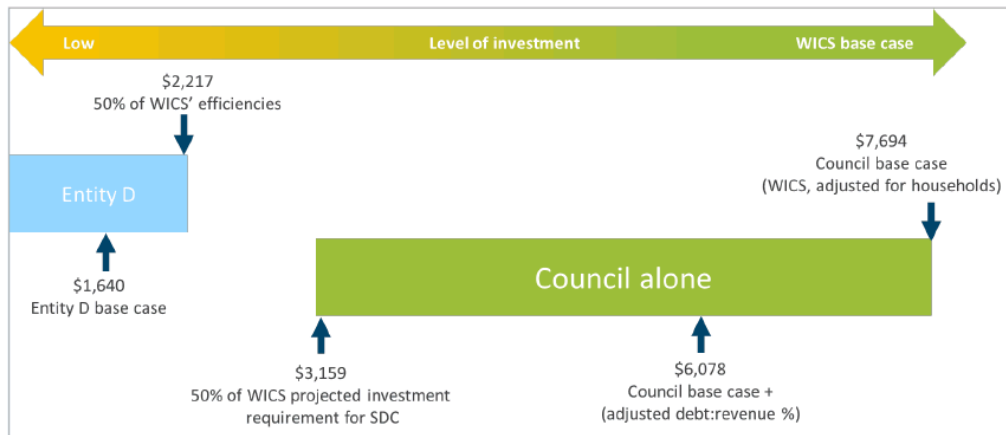 Low
Level of investment
WICS base case
$2,217
50% of WICS' efficiencies
$7,694
Council base case
(WICS, adjusted for households)
Entity D
Council alone
$1,640
Entity D base case
$3,159
50% of WICS projected investment
requirement for SDC
$6,078
Council base case +
(adjusted debt:revenue %)